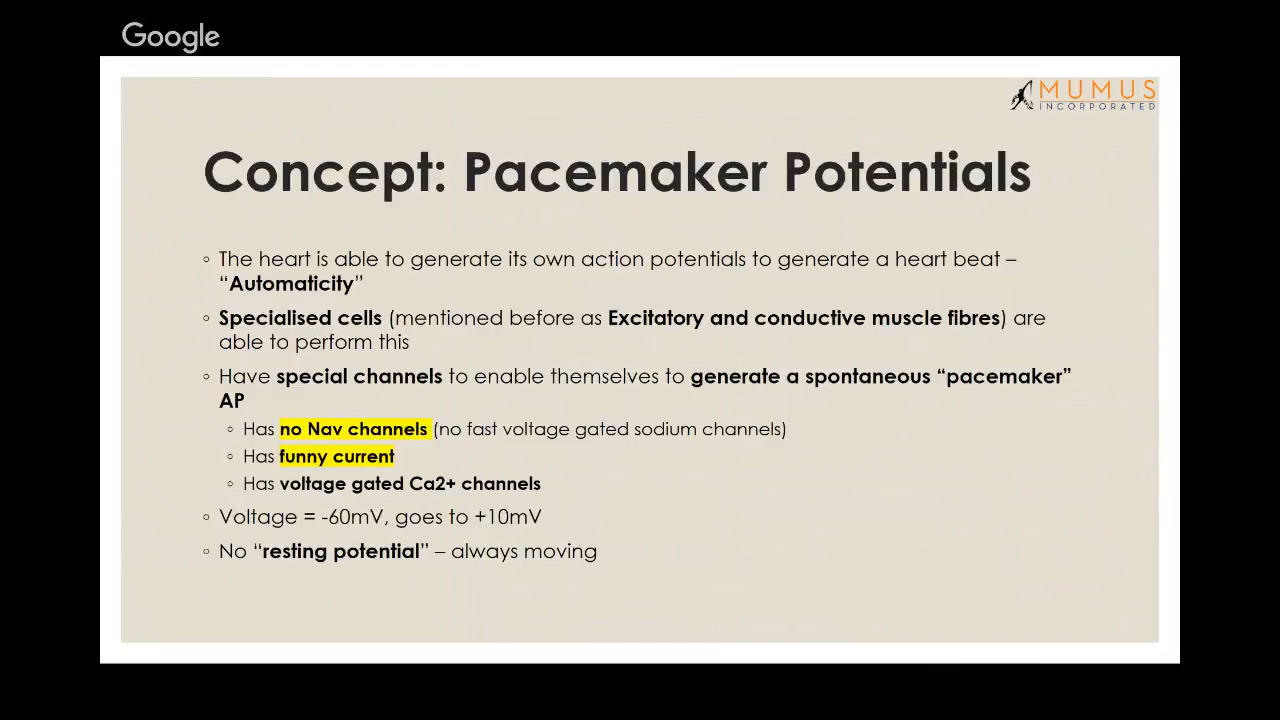 Google
MUMUS
INCORPORATED
Concept: Pacemaker Potentials
◦ The heart is able to generate its own action potentials to generate a heart beat –
“Automaticity”
◦ Specialised cells (mentioned before as Excitatory and conductive muscle fibres) are
able to perform this
◦ Have special channels to enable themselves to generate a spontaneous “pacemaker”
AP
◦ Has no Nav channels (no fast voltage gated sodium channels)
◦ Has funny current
◦ Has voltage gated Ca2+ channels
◦ Voltage = -60mV, goes to +10mV
◦ No “resting potential” – always moving